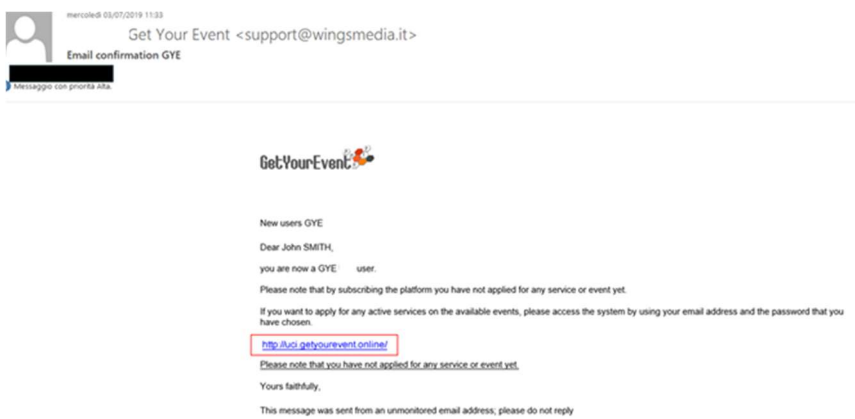 mercoledì 03/07/2019 11:33
Get Your Event <support@wingsmedia.it>
Email confirmation GYE
Messaggio con priorità Alta.
GetYourEvent
New users GYE
Dear John SMITH,
you are now a GYE user.
Please note that by subscribing the platform you have not applied for any service or event yet.
If you want to apply for any active services on the available events, please access the system by using your email address and the password that you
have chosen.
http://uci.getyourevent.online/
Please note that you have not applied for any service or event yet.
Yours faithfully,
This message was sent from an unmonitored email address; please do not reply